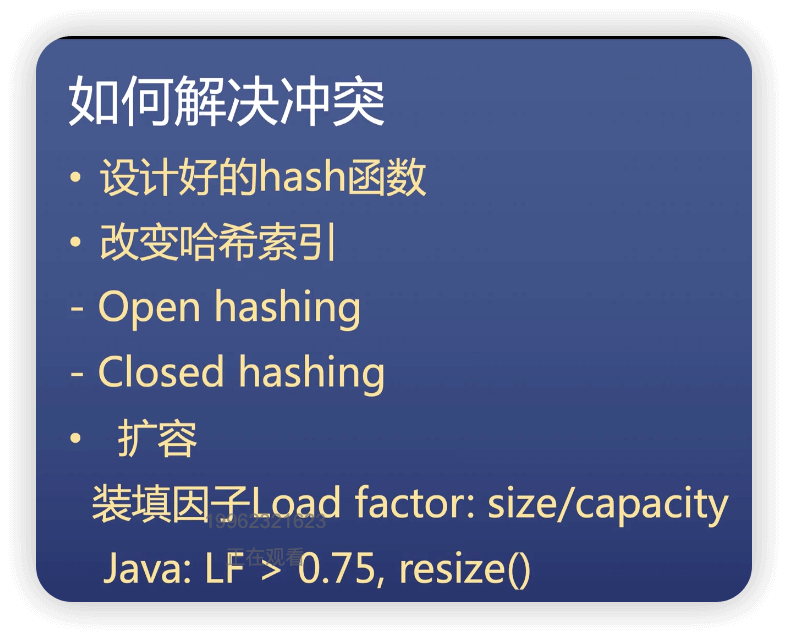 如何解决冲突
• 设计好的hash函数
• 改变哈希索引
- Open hashing
- Closed hashing
• 扩容
装填因子Load factor: size/capacity
19962321623
正在观看
Java: LF > 0.75, resize()